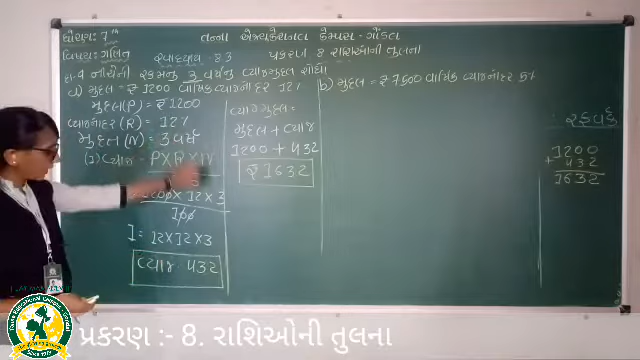 ધોરણ: 7th
તન્ના એજ્યુકેશનલ કેમ્પસ - ગોંડલ
વિષય: ગણિત
સ્વાધ્યાય - 8.3
પ્રકરણ 8 રાશિઓની તુલના
નીચેની રકમનું 3 વર્ષનું વ્યાજમુદ્દલ શોધો
a) મુદ્દલ = ₹ 1200 વાર્ષિક વ્યાજનો દર 12%
મુદ્દલ (P) = ₹ 1200
વ્યાજનો દર (R) = 12%
મુદ્દત (N) = 3 વર્ષ
(I) વ્યાજ = P X R X N
1200 X 12 X 3
100
I = 12 X 12 X 3
વ્યાજ 432
વ્યાજમુદ્દલ =
મુદ્દલ + વ્યાજ
1200 + 432
₹ 1632
b) મુદ્દલ = ₹ 7500 વાર્ષિક વ્યાજનો દર 5%
રફવર્ક
1200
+ 432
1632
પ્રકરણ :- 8. રાશિઓની તુલના